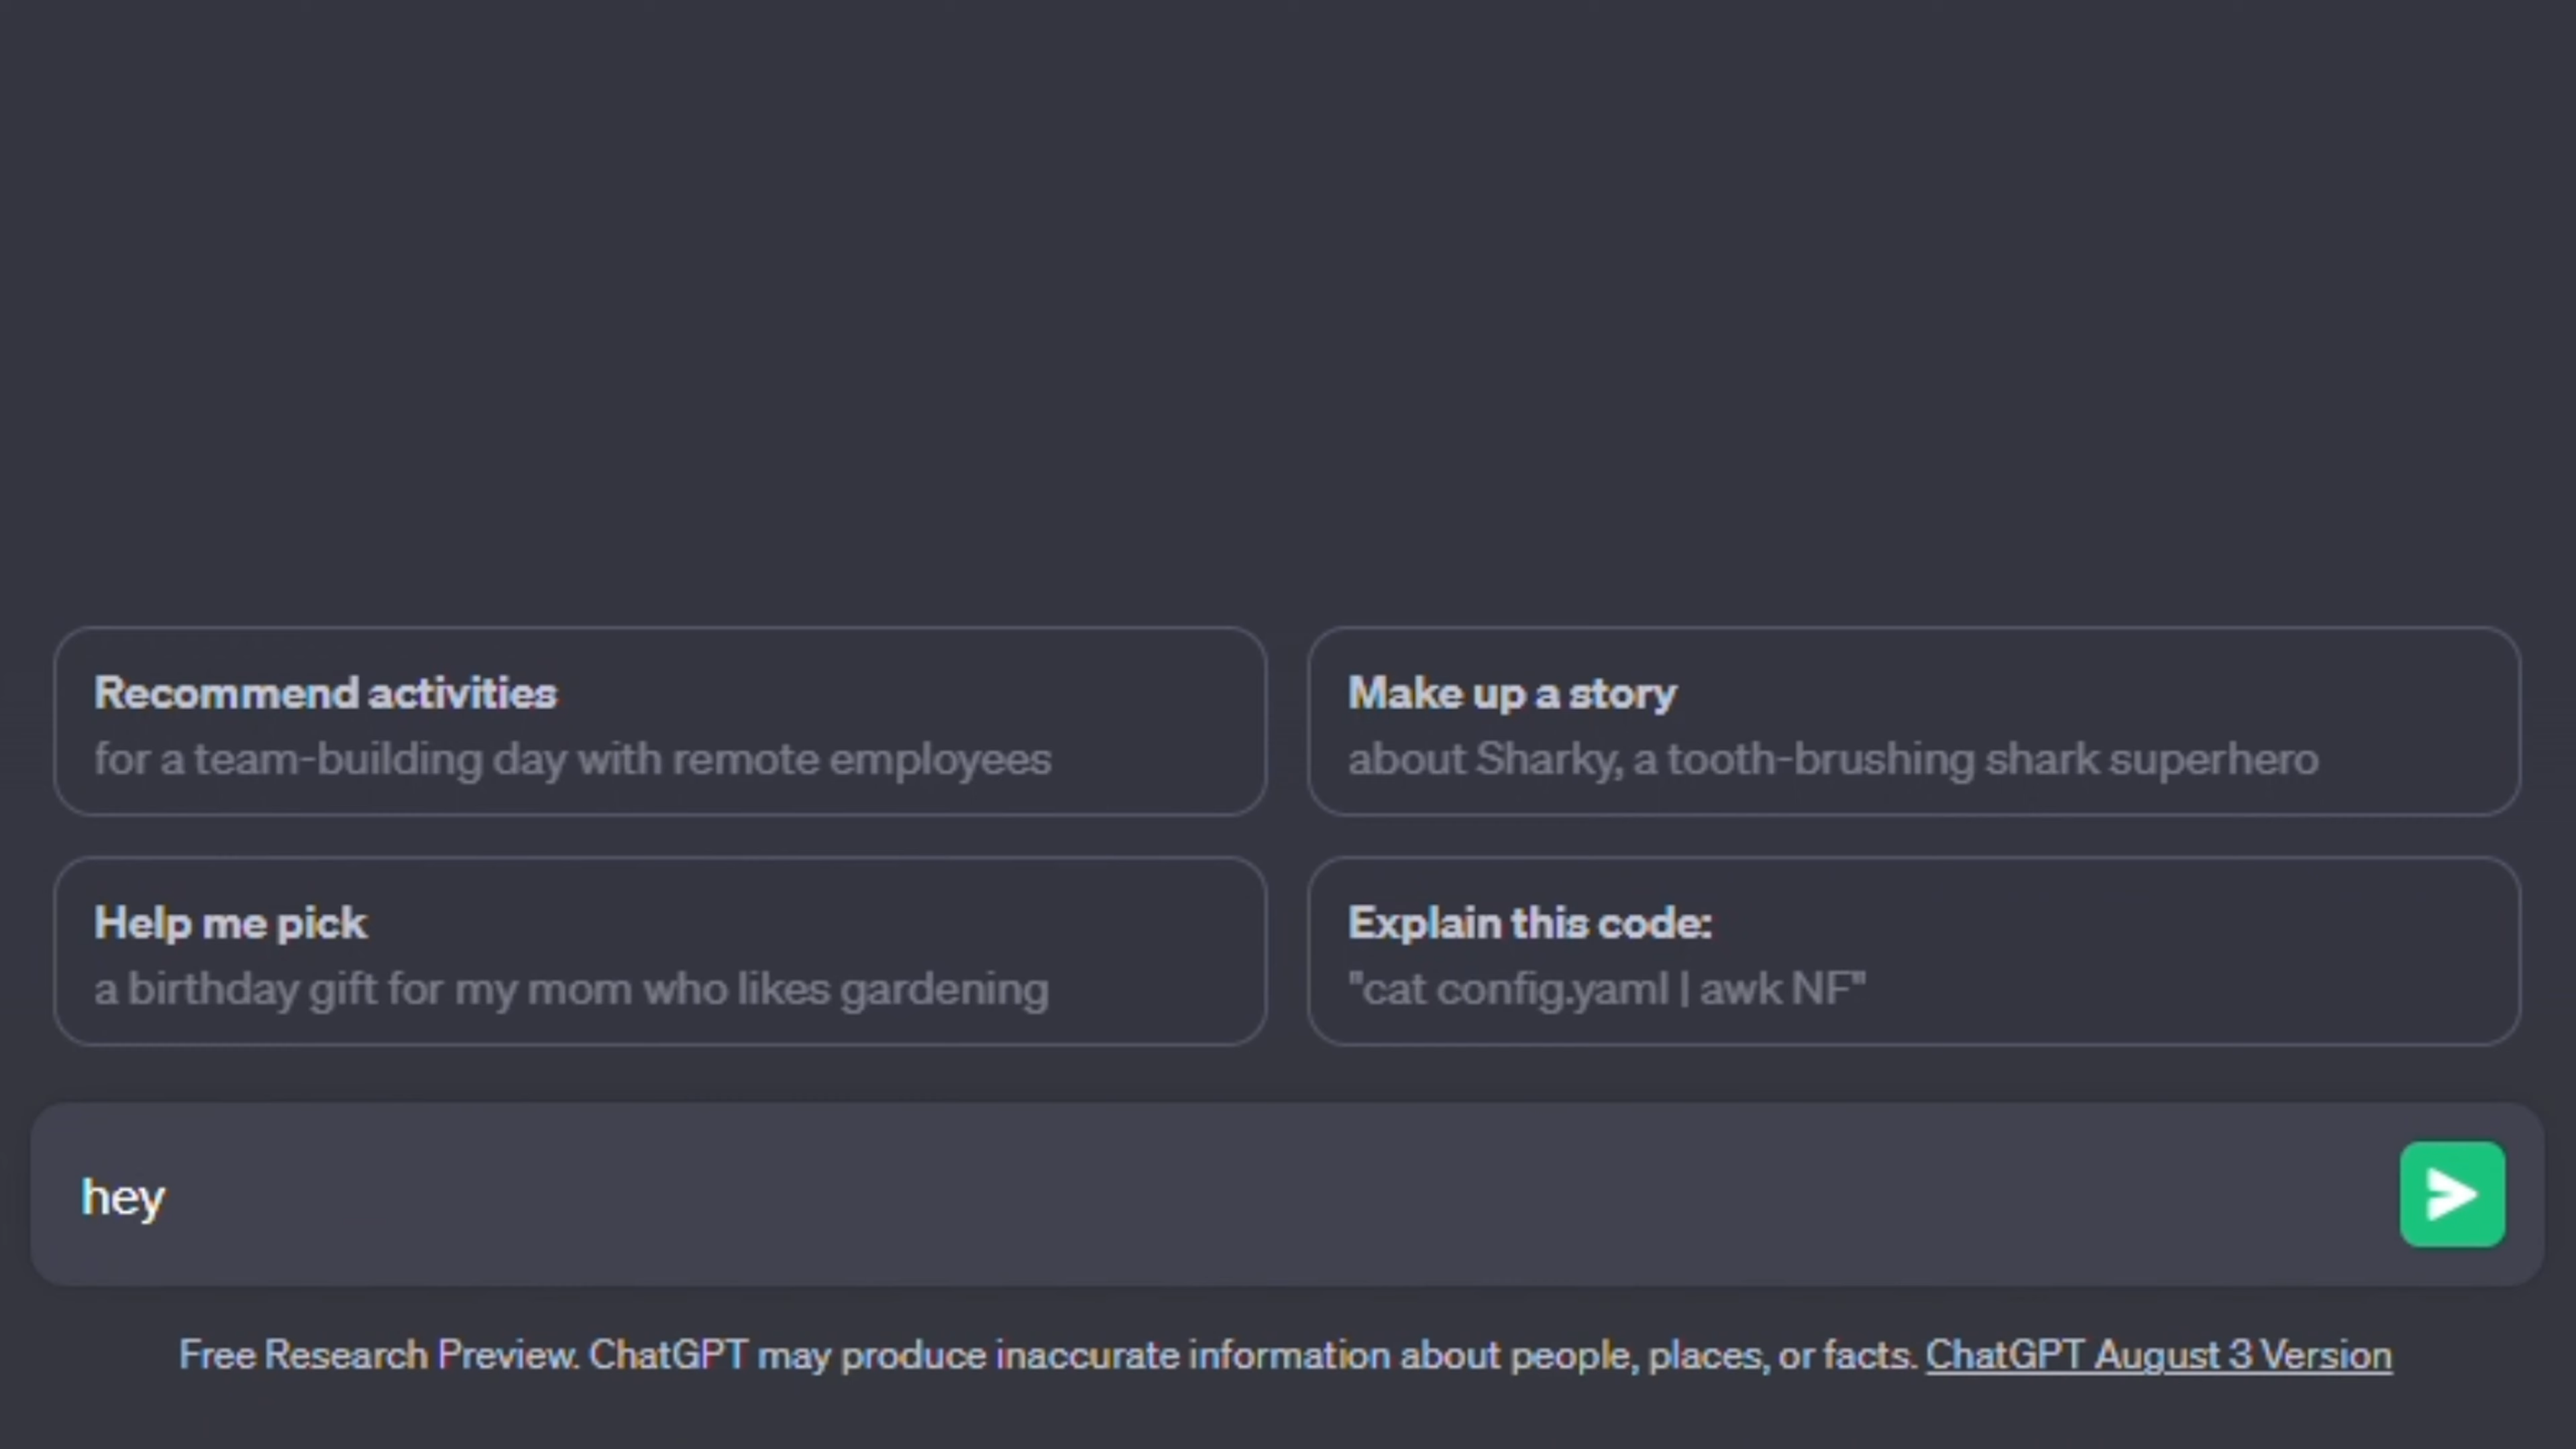 Recommend activities
for a team-building day with remote employees
Make up a story
about Sharky, a tooth-brushing shark superhero
Help me pick
a birthday gift for my mom who likes gardening
Explain this code:
"cat config.yaml | awk NF"
hey
Free Research Preview. ChatGPT may produce inaccurate information about people, places, or facts. ChatGPT August 3 Version